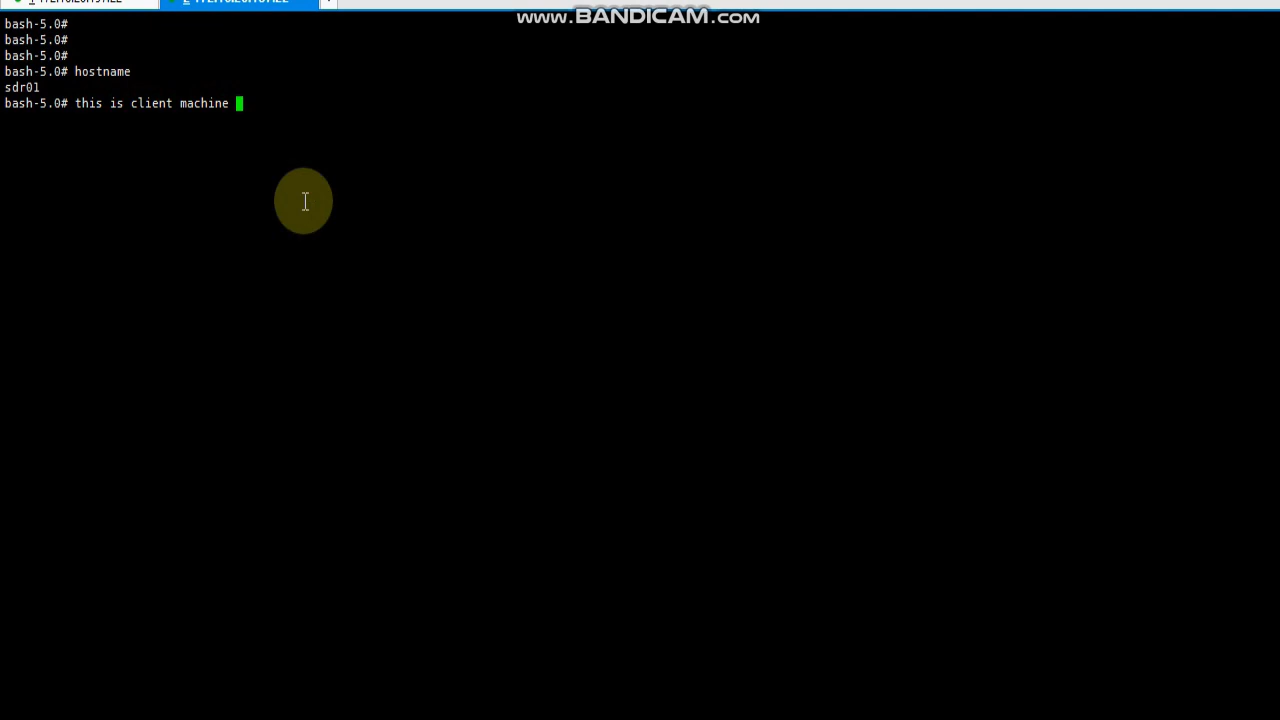 www.BANDICAM.com
bash-5.0#
bash-5.0#
bash-5.0#
bash-5.0# hostname
sdr01
bash-5.0# this is client machine